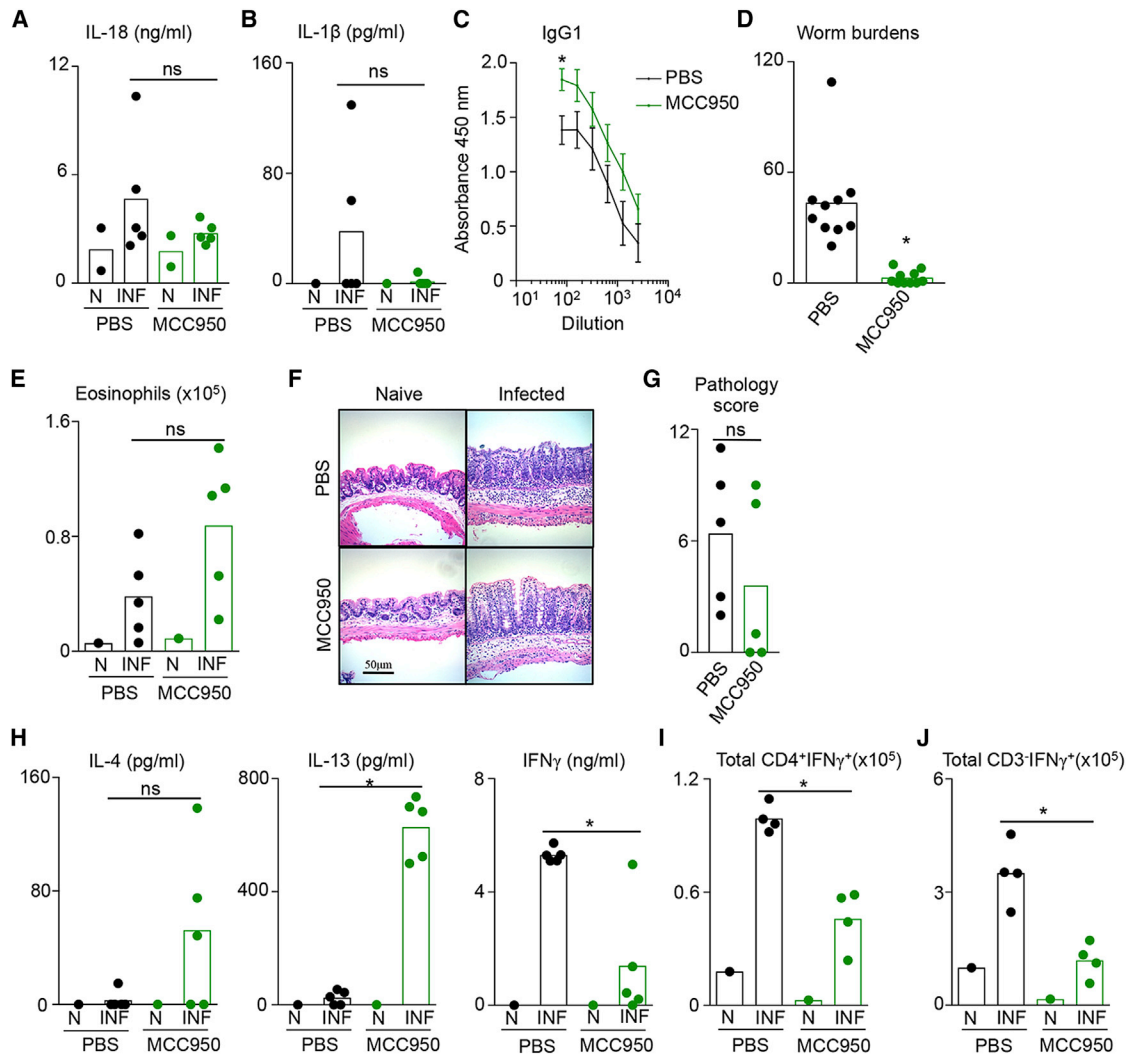 A
IL-18 (ng/ml)
12
6
0
ns
N INF N INF
PBS MCC950
B
IL-1β (pg/ml)
160
80
0
ns
N INF N INF
PBS MCC950
C
IgG1
Absorbance 450 nm
2.0
1.5
1.0
0.5
0
*
PBS
MCC950
10¹ 10² 10³ 10⁴
Dilution
D
Worm burdens
120
60
0
*
PBS
MCC950
E
Eosinophils (x10⁵)
1.6
0.8
0
ns
N INF N INF
PBS MCC950
F
Naive Infected
PBS
MCC950
50μm
G
Pathology
score
12
6
0
ns
PBS
MCC950
H
IL-4 (pg/ml)
160
80
0
ns
N INF N INF
PBS MCC950
IL-13 (pg/ml)
800
400
0
*
N INF N INF
PBS MCC950
IFNγ (ng/ml)
8
4
0
*
N INF N INF
PBS MCC950
I
Total CD4⁺IFNγ⁺(x10⁵)
1.2
0.6
0
*
N INF N INF
PBS MCC950
J
Total CD3⁻IFNγ⁺(x10⁵)
6
3
0
*
N INF N INF
PBS MCC950